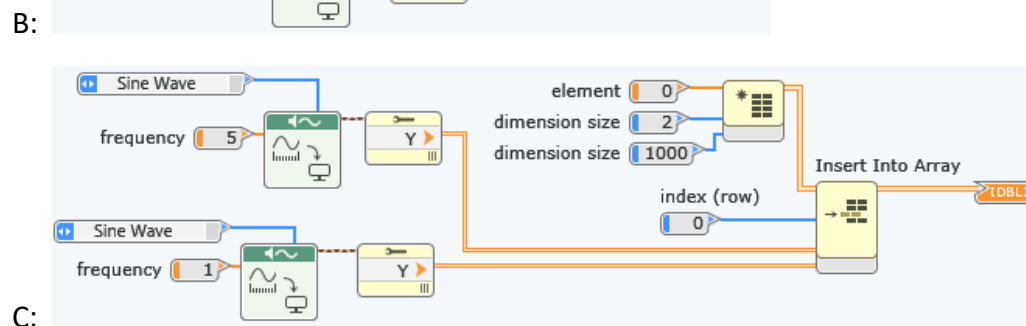 B:
Sine Wave
frequency 5
Y
element 0
dimension size 2
dimension size 1000
Insert Into Array
index (row)
0
[DBL]
Sine Wave
frequency 1
Y
C: